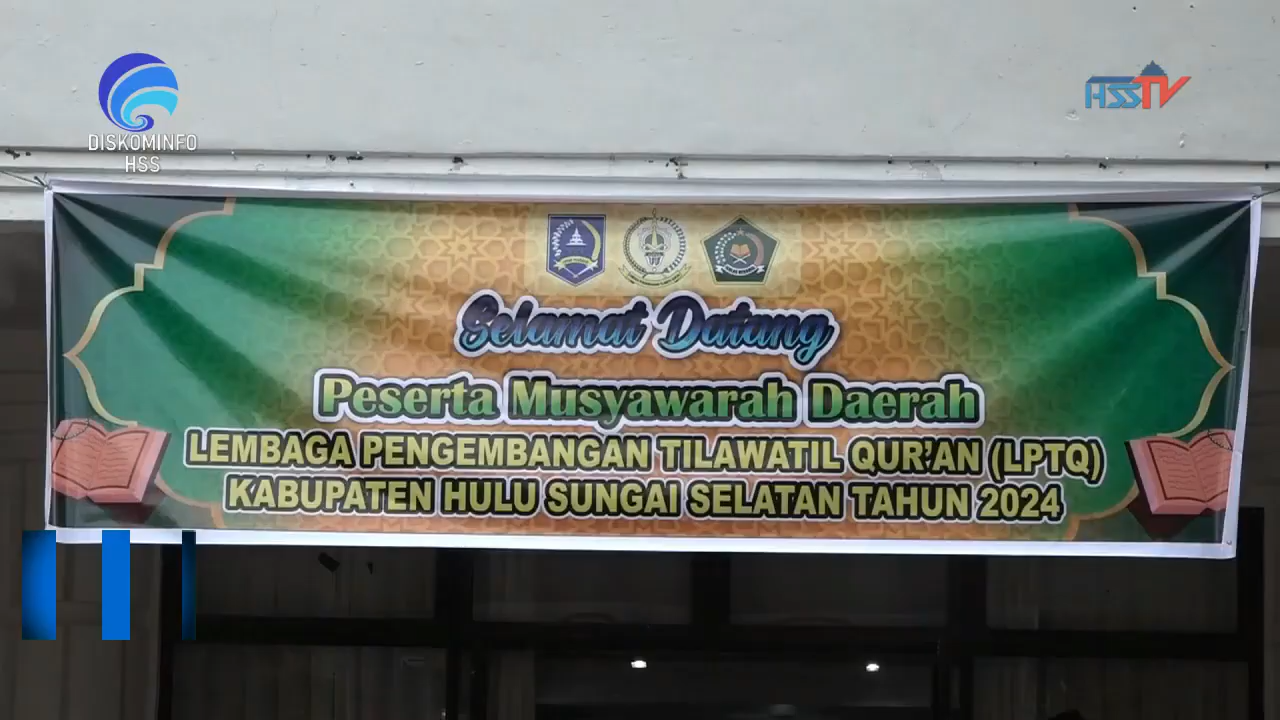 DISKOMINFO
HSS
HSSTV
Selamat Datang
Peserta Musyawarah Daerah
LEMBAGA PENGEMBANGAN TILAWATIL QUR'AN (LPTQ)
KABUPATEN HULU SUNGAI SELATAN TAHUN 2024